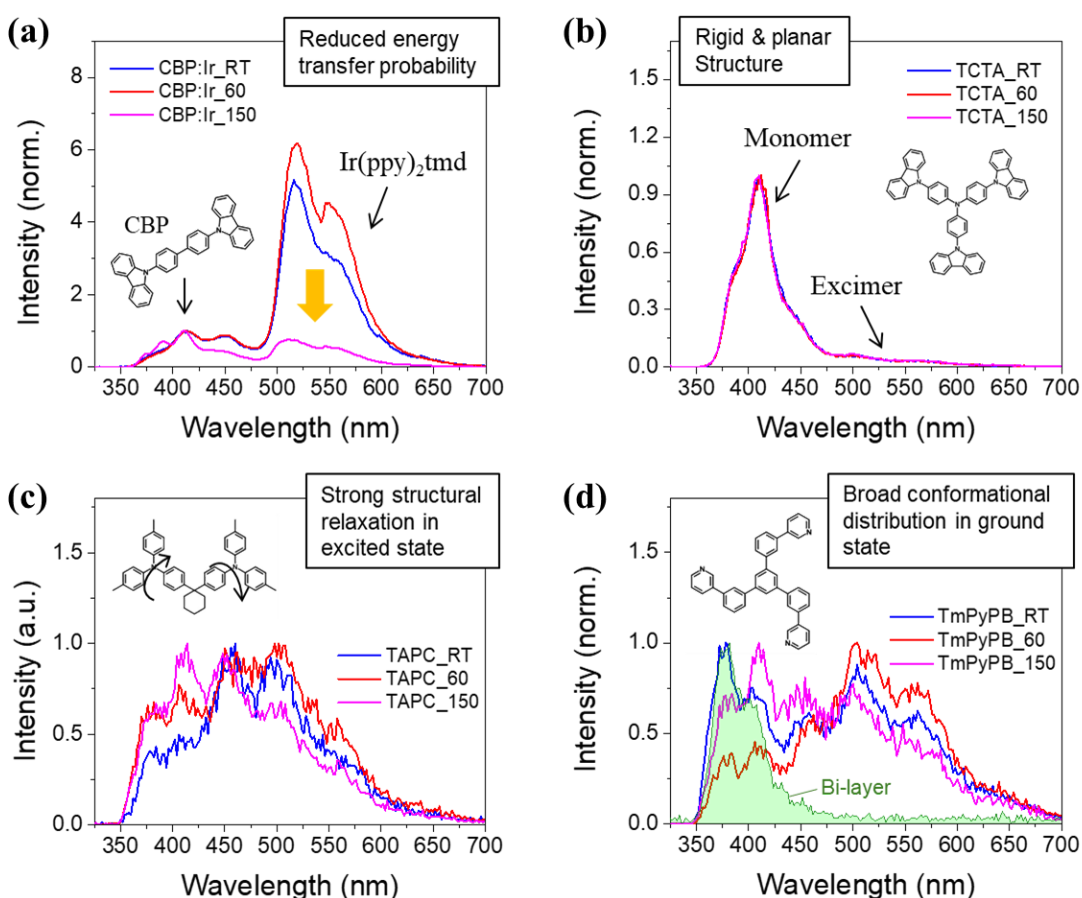 (a)
Reduced energy
transfer probability
CBP:Ir_RT
CBP:Ir_60
CBP:Ir_150
Ir(ppy)₂tmd
CBP
N
N
Intensity (norm.)
8
6
4
2
0
350 400 450 500 550 600 650 700
Wavelength (nm)
(b)
Rigid & planar
Structure
TCTA_RT
TCTA_60
TCTA_150
Monomer
Excimer
N
N
N
N
Intensity (norm.)
1.5
1.2
0.9
0.6
0.3
0.0
350 400 450 500 550 600 650 700
Wavelength (nm)
(c)
Strong structural
relaxation in
excited state
N
N
TAPC_RT
TAPC_60
TAPC_150
Intensity (a.u.)
1.5
1.0
0.5
0.0
350 400 450 500 550 600 650 700
Wavelength (nm)
(d)
Broad conformational
distribution in ground
state
N
N
N
TmPyPB_RT
TmPyPB_60
TmPyPB_150
Bi-layer
Intensity (norm.)
1.5
1.0
0.5
0.0
350 400 450 500 550 600 650 700
Wavelength (nm)